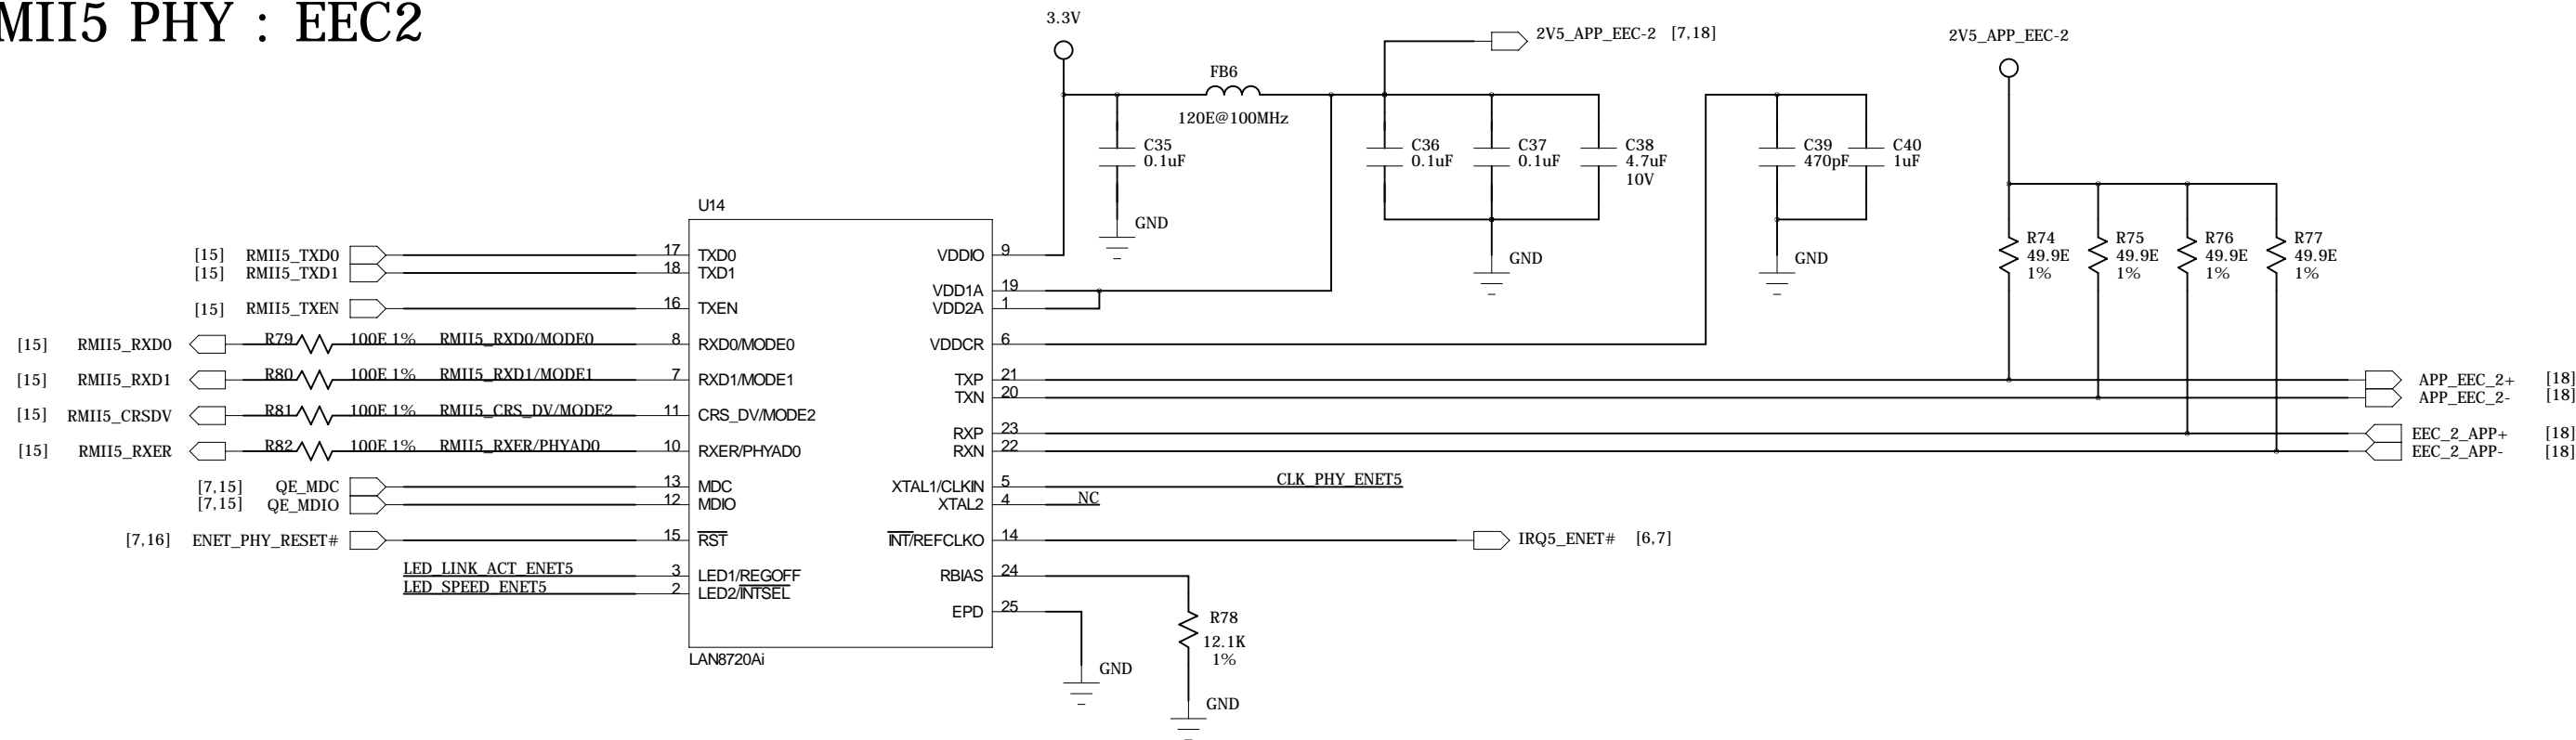 MII5 PHY : EEC2
3.3V
2V5_APP_EEC-2 [7,18]
2V5_APP_EEC-2
FB6
120E@100MHz
C35
0.1uF
GND
C36
0.1uF
C37
0.1uF
C38
4.7uF
10V
GND
C39
470pF
C40
1uF
GND
R74
49.9E
1%
R75
49.9E
1%
R76
49.9E
1%
R77
49.9E
1%
U14
[15] RMII5_TXD0 17 TXD0
[15] RMII5_TXD1 18 TXD1
[15] RMII5_TXEN 16 TXEN
[15] RMII5_RXD0 R79 100E 1% RMII5_RXD0/MODE0 8 RXD0/MODE0
[15] RMII5_RXD1 R80 100E 1% RMII5_RXD1/MODE1 7 RXD1/MODE1
[15] RMII5_CRSDV R81 100E 1% RMII5_CRS_DV/MODE2 11 CRS_DV/MODE2
[15] RMII5_RXER R82 100E 1% RMII5_RXER/PHYAD0 10 RXER/PHYAD0
[7,15] QE_MDC 13 MDC
[7,15] QE_MDIO 12 MDIO
[7,16] ENET_PHY_RESET# 15 RST
LED_LINK_ACT_ENET5 3 LED1/REGOFF
LED_SPEED_ENET5 2 LED2/INTSEL
VDDIO 9
VDD1A 19
VDD2A 1
VDDCR 6
TXP 21 APP_EEC_2+ [18]
TXN 20 APP_EEC_2- [18]
RXP 23 EEC_2_APP+ [18]
RXN 22 EEC_2_APP- [18]
XTAL1/CLKIN 5 CLK_PHY_ENET5
XTAL2 4 NC
INT/REFCLKO 14 IRQ5_ENET# [6,7]
RBIAS 24
EPD 25
R78
12.1K
1%
GND
GND
LAN8720Ai